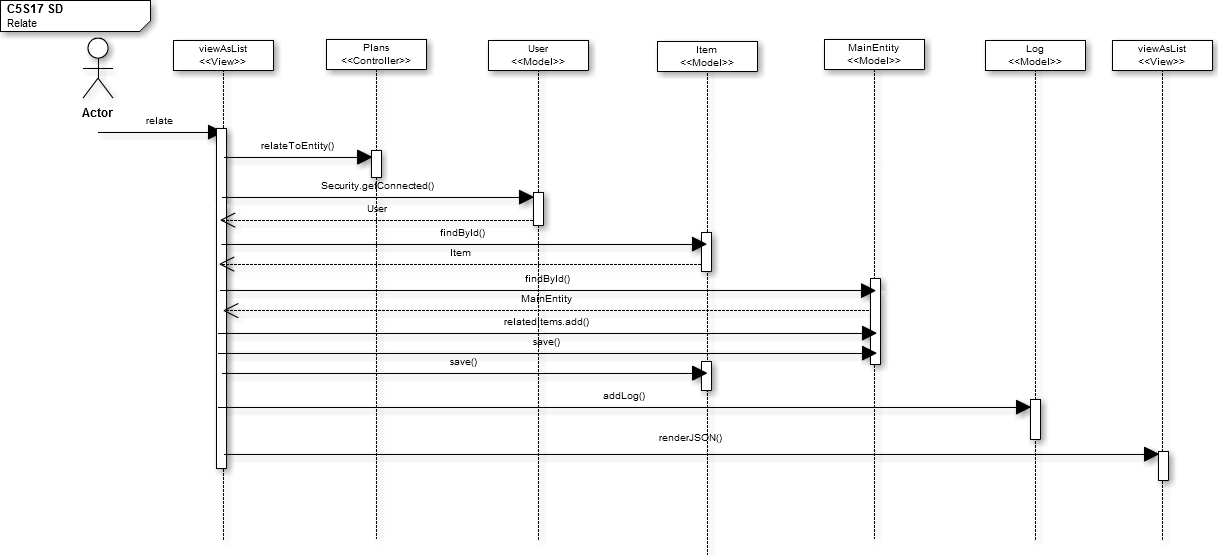 C5S17 SD
Relate
viewAsList
<<View>>
Plans
<<Controller>>
User
<<Model>>
Item
<<Model>>
MainEntity
<<Model>>
Log
<<Model>>
viewAsList
<<View>>
Actor
relate
relateToEntity()
Security.getConnected()
User
findById()
Item
findById()
MainEntity
relatedItems.add()
save()
save()
addLog()
renderJSON()